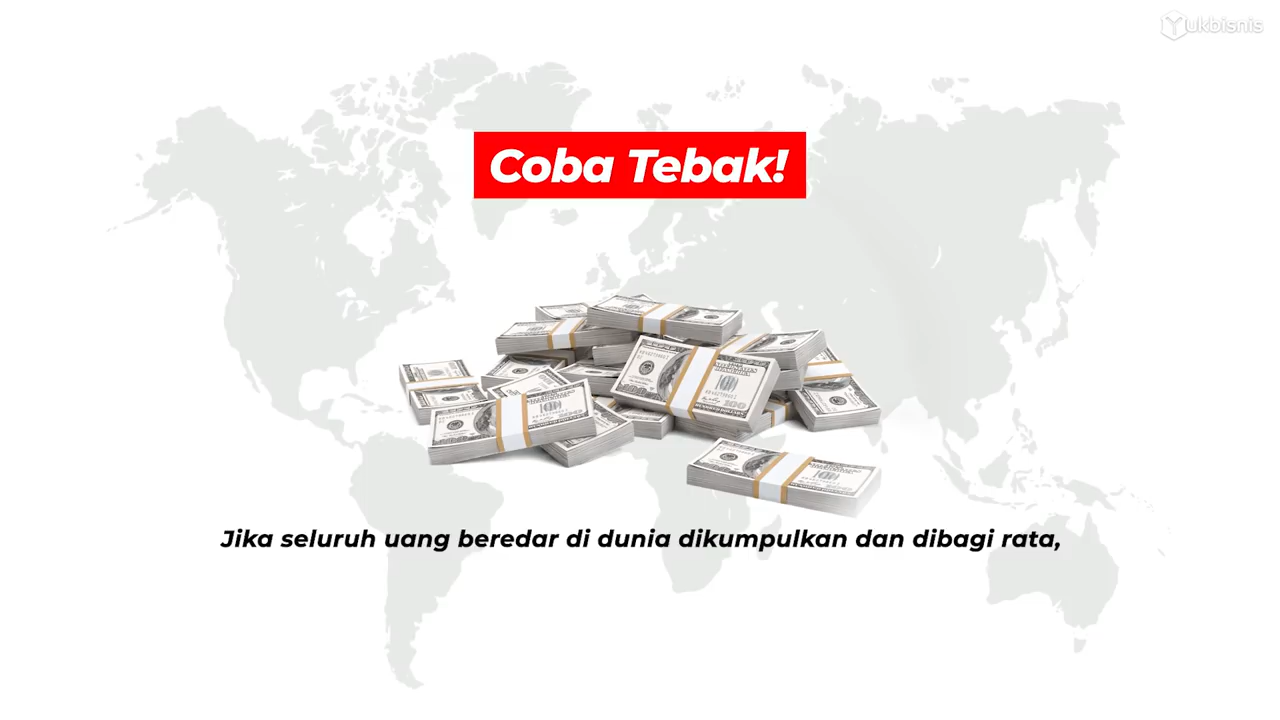 Yukbisnis
Coba Tebak!
Jika seluruh uang beredar di dunia dikumpulkan dan dibagi rata,